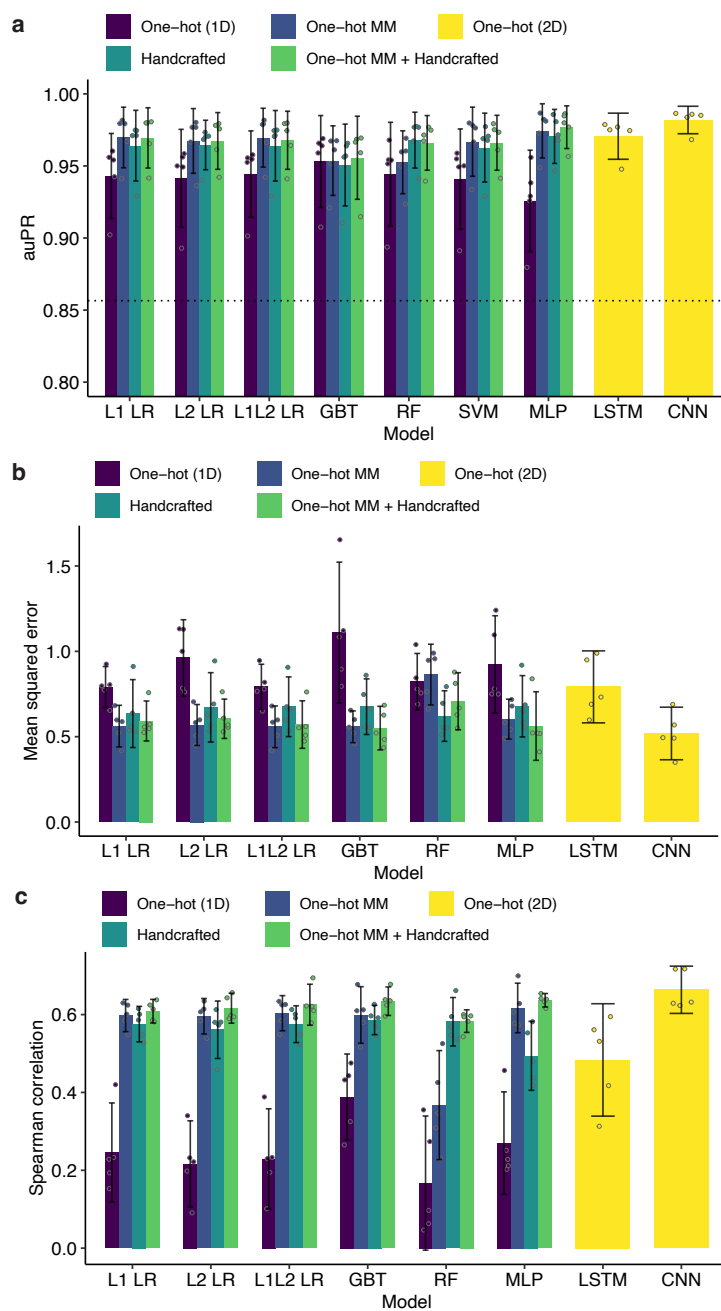 a
One-hot (1D) One-hot MM One-hot (2D)
Handcrafted One-hot MM + Handcrafted
auPR
1.00
0.95
0.90
0.85
0.80
L1 LR L2 LR L1L2 LR GBT RF SVM MLP LSTM CNN
Model
b
One-hot (1D) One-hot MM One-hot (2D)
Handcrafted One-hot MM + Handcrafted
Mean squared error
1.5
1.0
0.5
0.0
L1 LR L2 LR L1L2 LR GBT RF MLP LSTM CNN
Model
c
One-hot (1D) One-hot MM One-hot (2D)
Handcrafted One-hot MM + Handcrafted
Spearman correlation
0.6
0.4
0.2
0.0
L1 LR L2 LR L1L2 LR GBT RF MLP LSTM CNN
Model